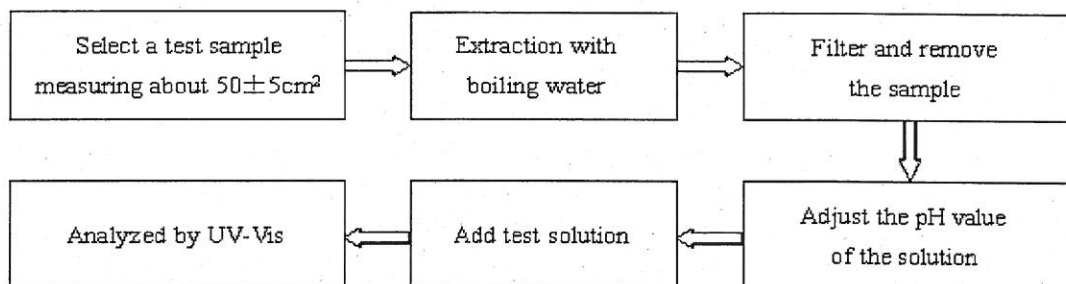 Select a test sample
measuring about 50±5cm²
Extraction with
boiling water
Filter and remove
the sample
Adjust the pH value
of the solution
Add test solution
Analyzed by UV-Vis